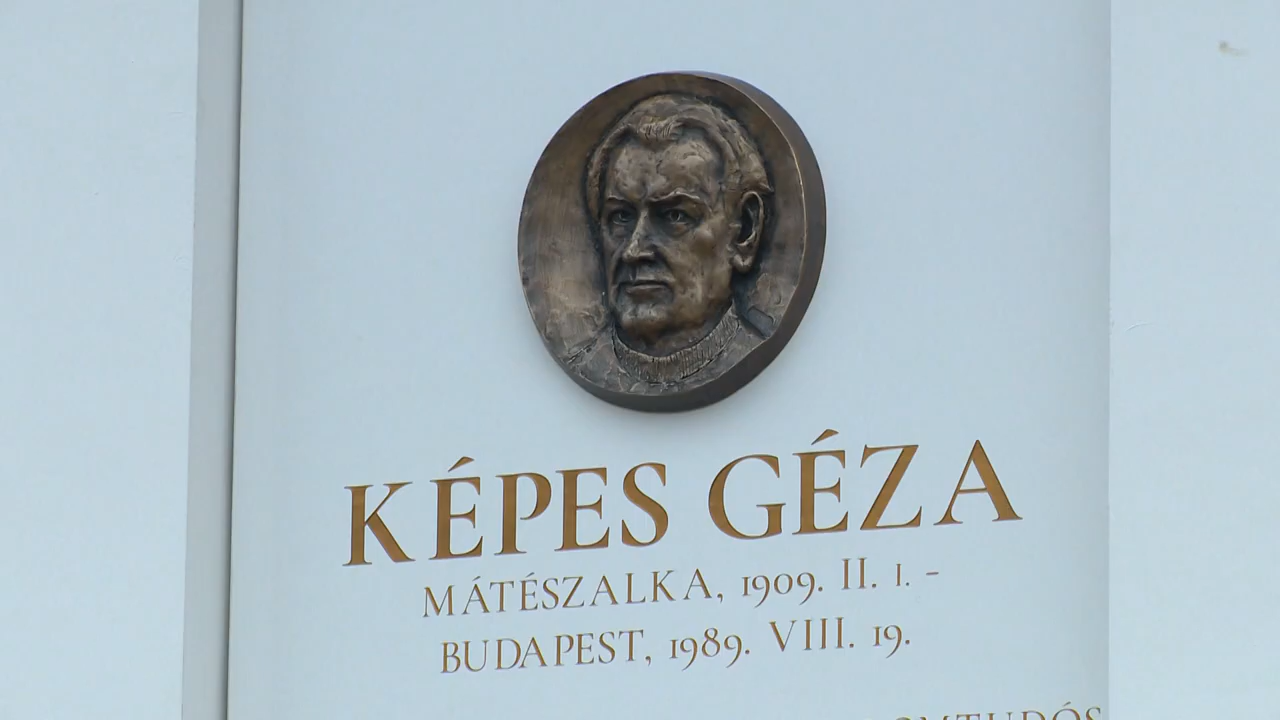 KÉPES GÉZA
MÁTÉSZALKA, 1909. II. 1. –
BUDAPEST, 1989. VIII. 19.